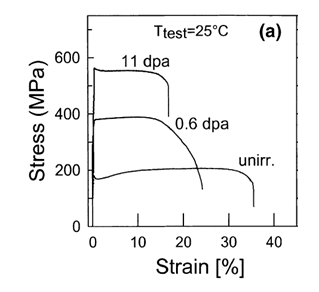 Ttest=25°C
(a)
11 dpa
0.6 dpa
unirr.
Stress (MPa)
600
400
200
0
0 10 20 30 40
Strain [%]